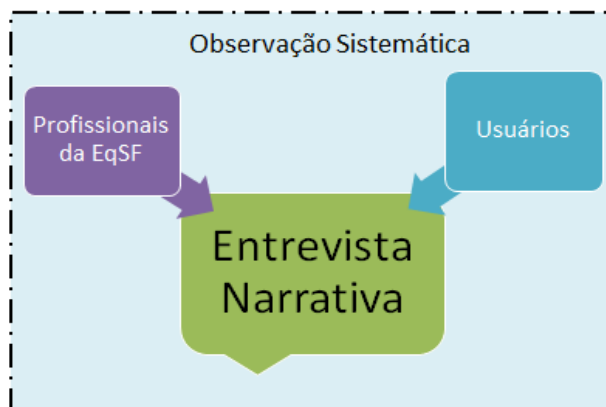 Observação Sistemática
Profissionais
da EqSF
Usuários
Entrevista
Narrativa